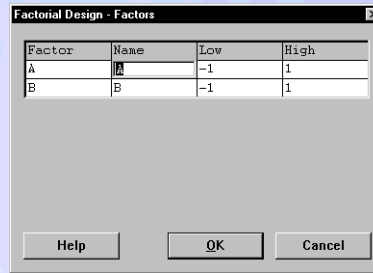 Factorial Design - Factors
Factor Name Low High
A A -1 1
B B -1 1
Help OK Cancel